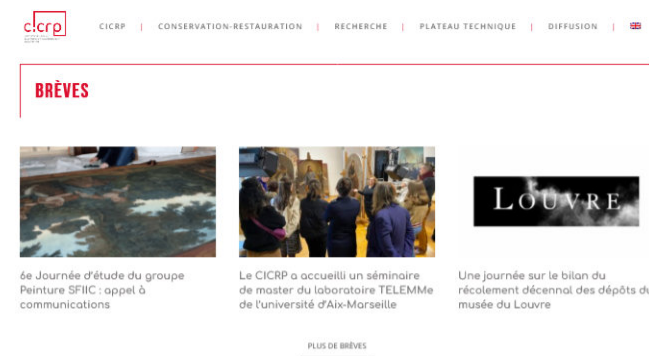 c!crp
CICRP | CONSERVATION-RESTAURATION | RECHERCHE | PLATEAU TECHNIQUE | DIFFUSION |
BRÈVES
LOUVRE
6e Journée d'étude du groupe
Peinture SFIIC : appel à
communications
Le CICRP a accueilli un séminaire
de master du laboratoire TELEMMe
de l'université d'Aix-Marseille
Une journée sur le bilan du
récolement décennal des dépôts du
musée du Louvre
PLUS DE BRÈVES